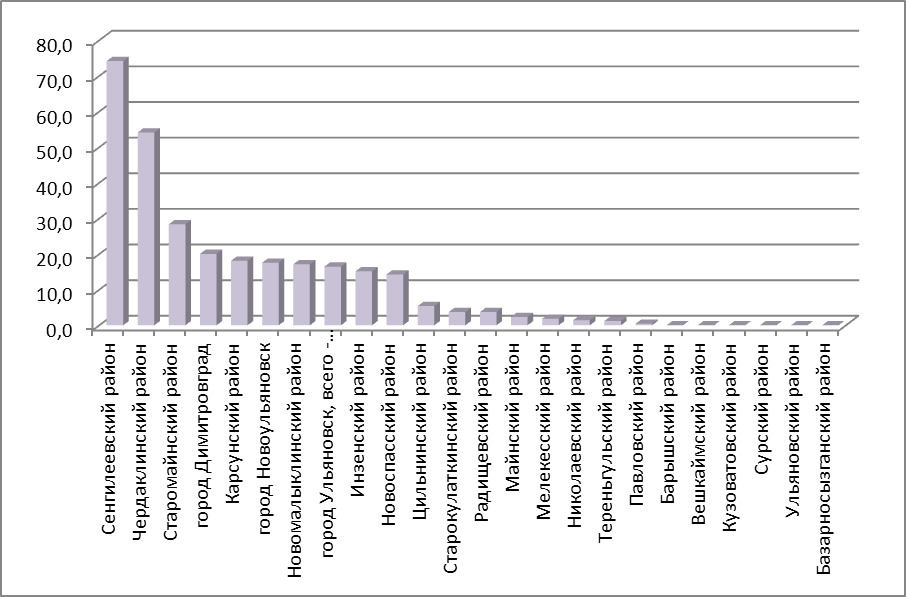 80,0
70,0
60,0
50,0
40,0
30,0
20,0
10,0
0,0
Сенгилеевский район
Чердаклинский район
Старомайнский район
город Димитровград
Карсунский район
город Новоульяновск
Новомалыклинский район
город Ульяновск, всего -...
Инзенский район
Новоспасский район
Цильнинский район
Старокулаткинский район
Радищевский район
Майнский район
Мелекесский район
Николаевский район
Тереньгульский район
Павловский район
Барышский район
Вешкаймский район
Кузоватовский район
Сурский район
Ульяновский район
Базарносызганский район